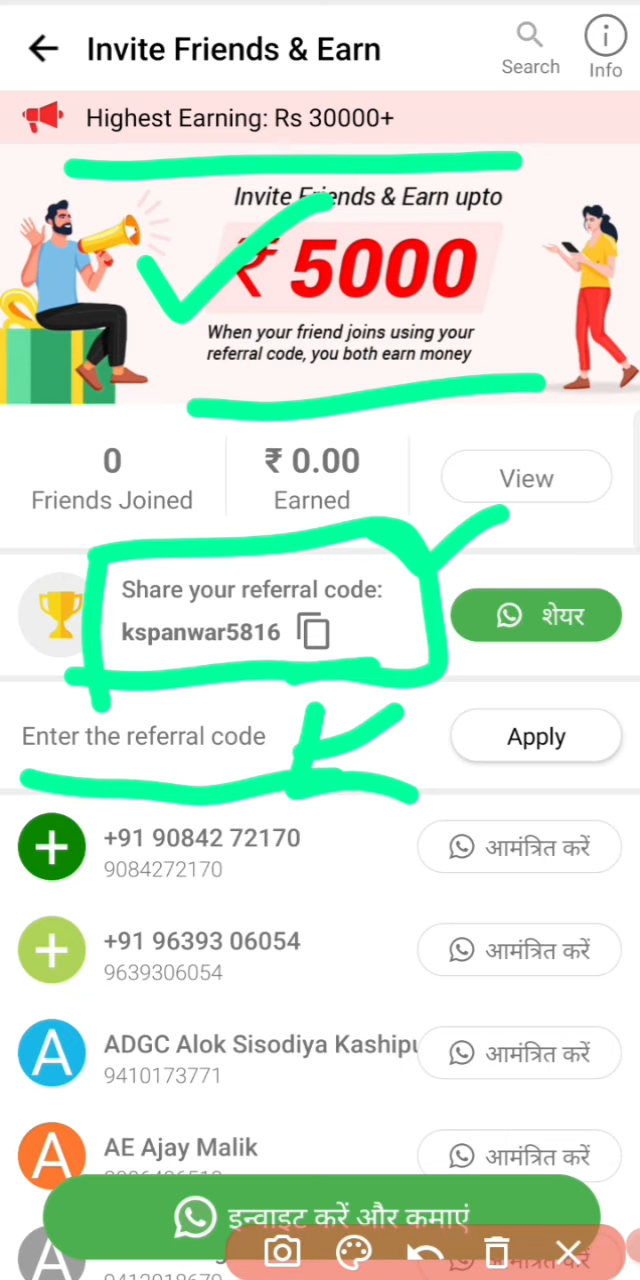 Invite Friends & Earn
Search
Info
Highest Earning: Rs 30000+
Invite Friends & Earn upto
₹ 5000
When your friend joins using your
referral code, you both earn money
0
Friends Joined
₹ 0.00
Earned
View
Share your referral code:
kspanwar5816
शेयर
Enter the referral code
Apply
+91 90842 72170
9084272170
आमंत्रित करें
+91 96393 06054
9639306054
आमंत्रित करें
ADGC Alok Sisodiya Kashipu
9410173771
आमंत्रित करें
AE Ajay Malik
आमंत्रित करें
इन्वाइट करें और कमाएं